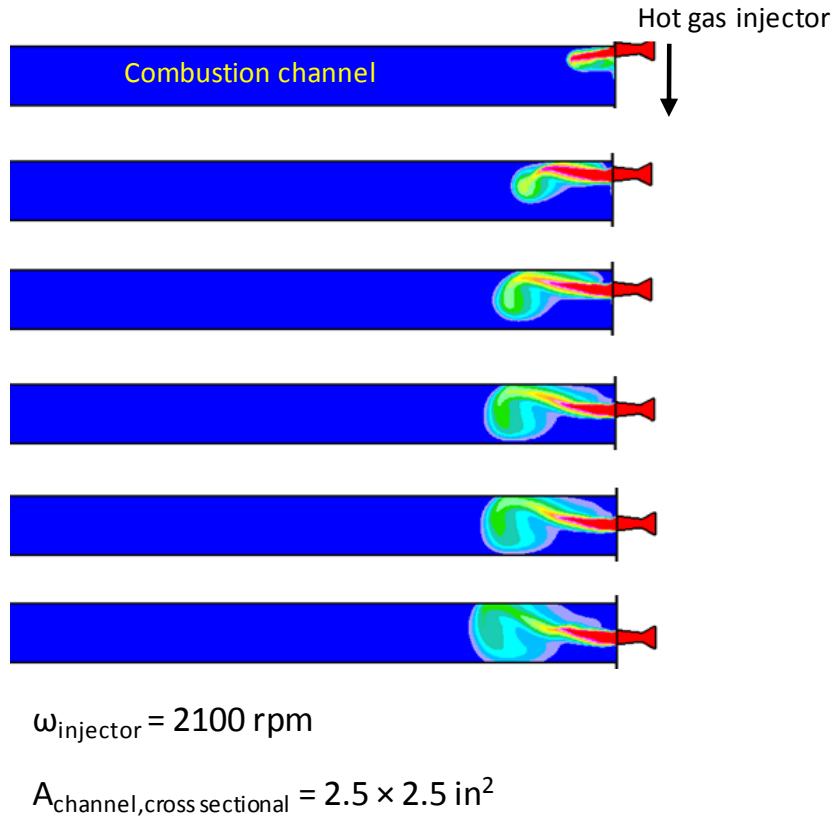 Hot gas injector
Combustion channel
ωinjector = 2100 rpm
Achannel,cross sectional = 2.5 × 2.5 in²